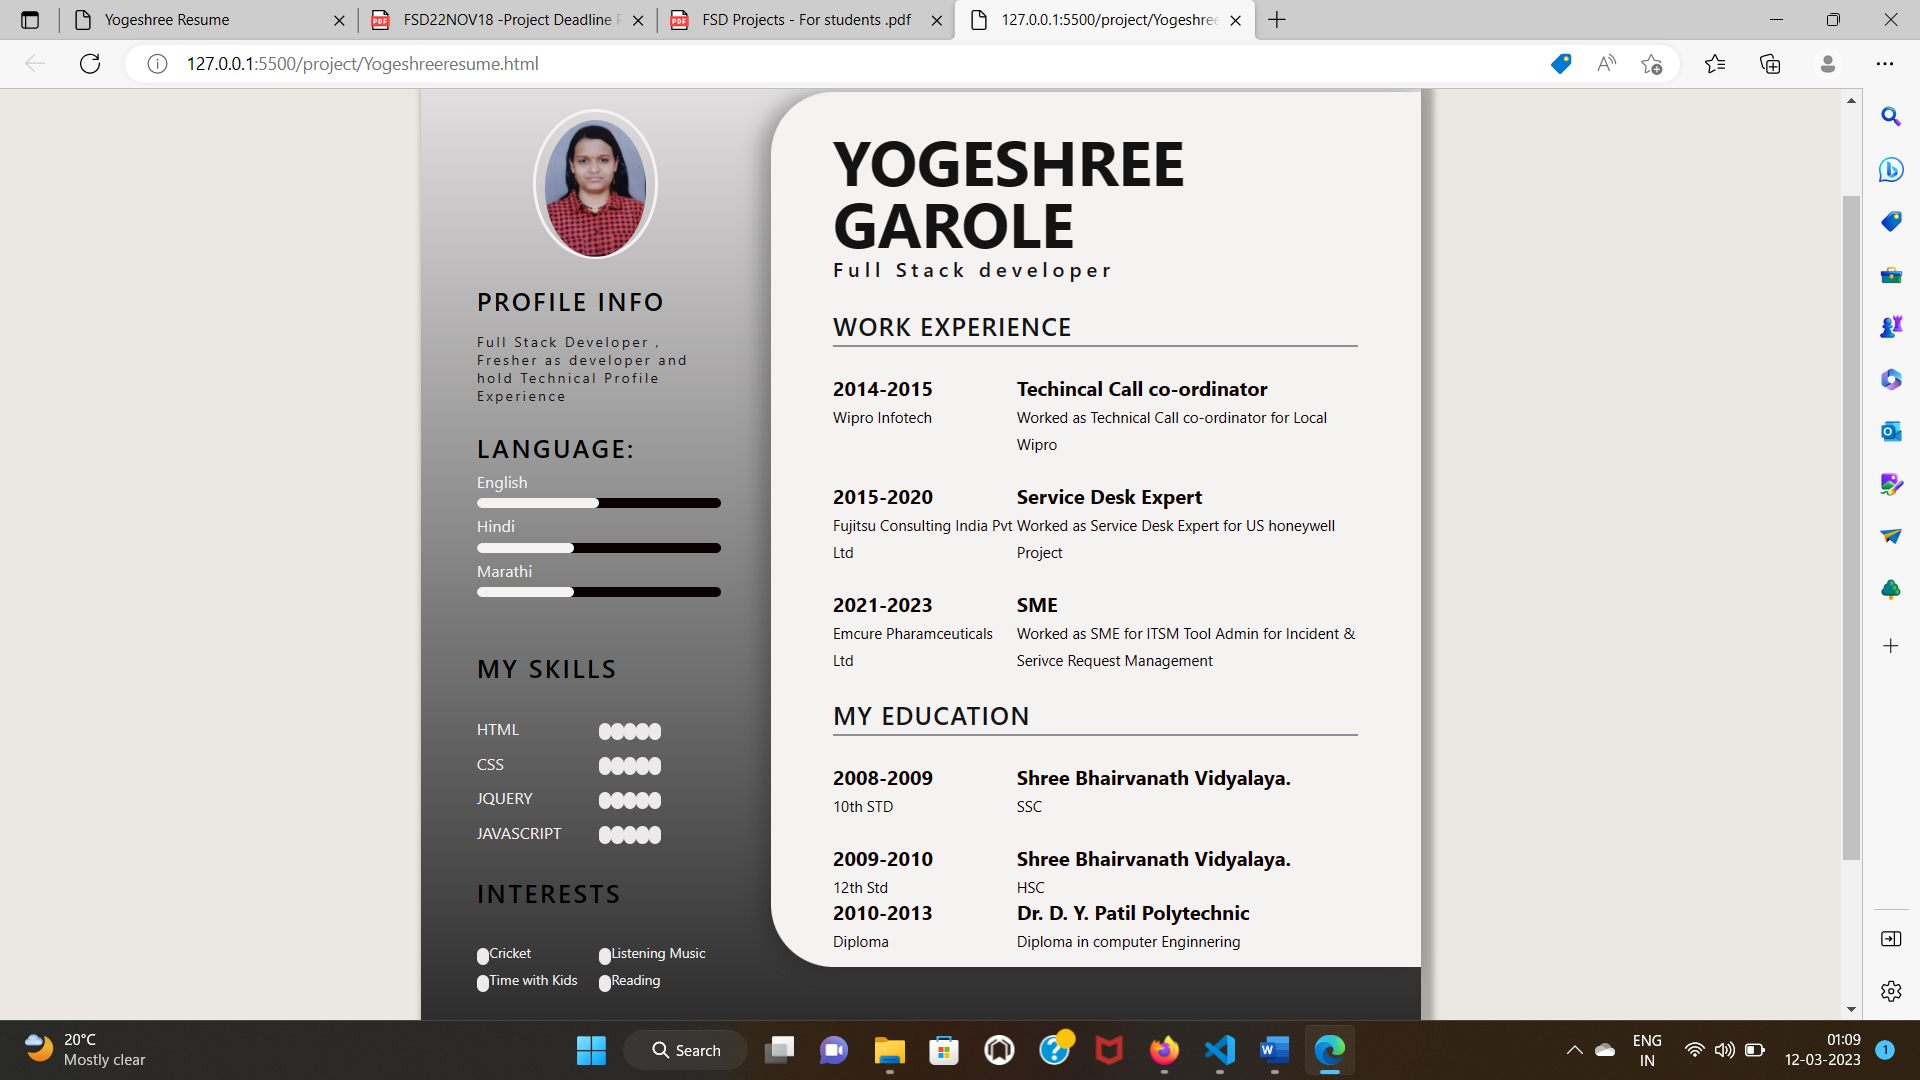 Yogeshree Resume
FSD22NOV18 -Project Deadline
FSD Projects - For students .pdf
127.0.0.1:5500/project/Yogeshree
127.0.0.1:5500/project/Yogeshreeresume.html
PROFILE INFO
Full Stack Developer ,
Fresher as developer and
hold Technical Profile
Experience
LANGUAGE:
English
Hindi
Marathi
MY SKILLS
HTML
CSS
JQUERY
JAVASCRIPT
INTERESTS
Cricket
Listening Music
Time with Kids
Reading
YOGESHREE
GAROLE
Full Stack developer
WORK EXPERIENCE
2014-2015
Wipro Infotech
Techincal Call co-ordinator
Worked as Technical Call co-ordinator for Local
Wipro
2015-2020
Fujitsu Consulting India Pvt
Ltd
Service Desk Expert
Worked as Service Desk Expert for US honeywell
Project
2021-2023
Emcure Pharamceuticals
Ltd
SME
Worked as SME for ITSM Tool Admin for Incident &
Serivce Request Management
MY EDUCATION
2008-2009
10th STD
Shree Bhairvanath Vidyalaya.
SSC
2009-2010
12th Std
Shree Bhairvanath Vidyalaya.
HSC
2010-2013
Diploma
Dr. D. Y. Patil Polytechnic
Diploma in computer Enginnering
20°C
Mostly clear
Search
ENG
IN
01:09
12-03-2023
1